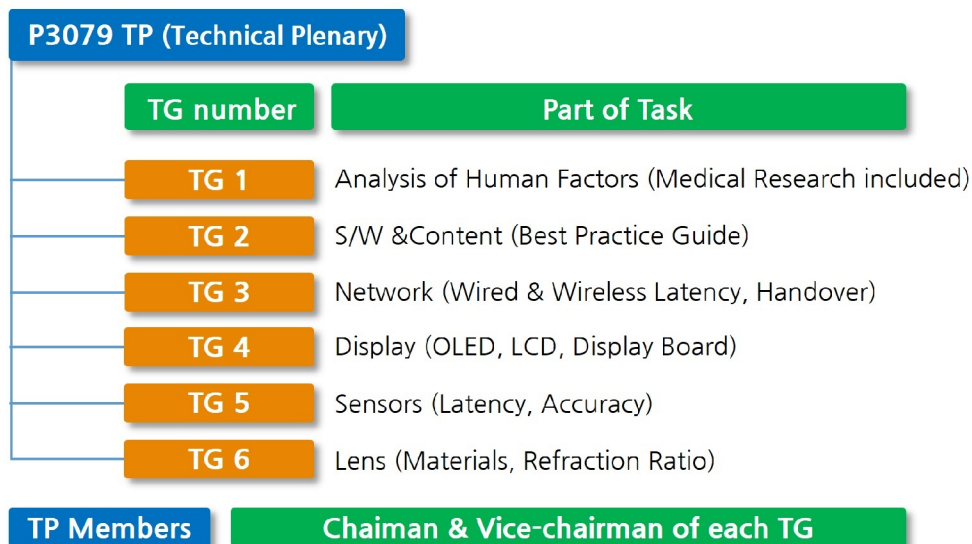 P3079 TP (Technical Plenary)
TG number Part of Task
TG 1 Analysis of Human Factors (Medical Research included)
TG 2 S/W &Content (Best Practice Guide)
TG 3 Network (Wired & Wireless Latency, Handover)
TG 4 Display (OLED, LCD, Display Board)
TG 5 Sensors (Latency, Accuracy)
TG 6 Lens (Materials, Refraction Ratio)
TP Members Chaiman & Vice-chairman of each TG